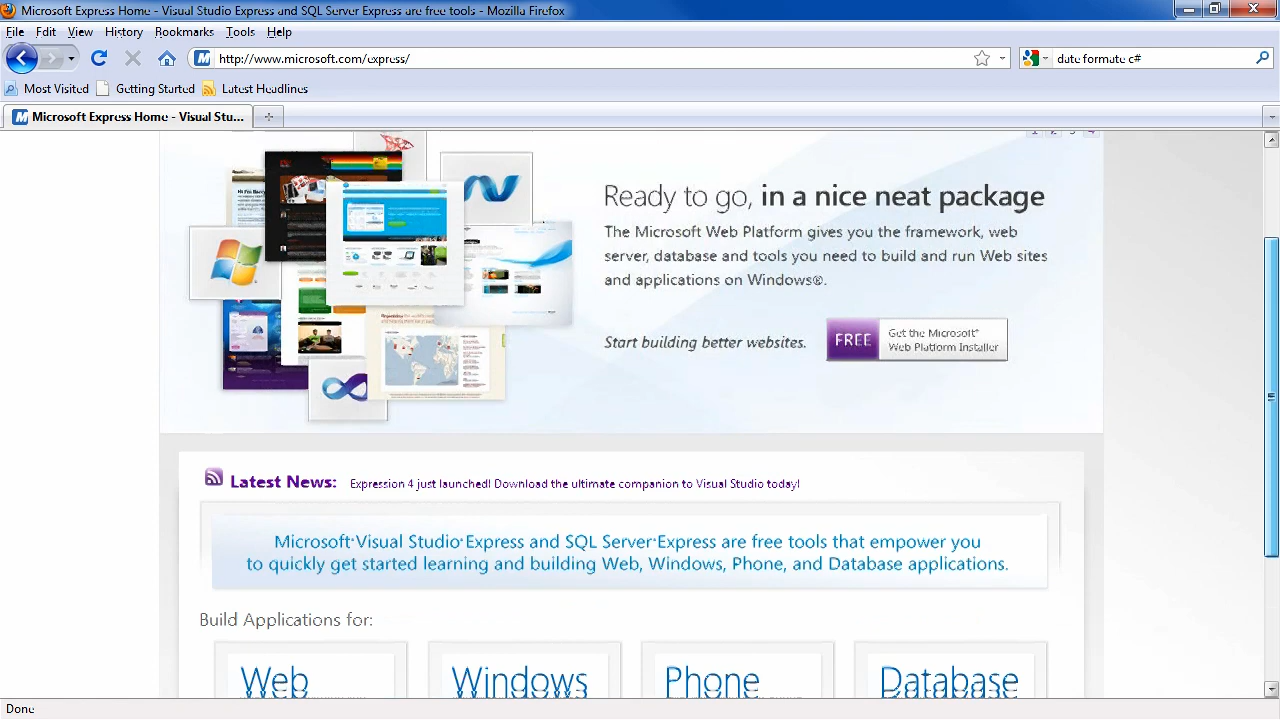 Microsoft Express Home - Visual Studio Express and SQL Server Express are free tools - Mozilla Firefox
File Edit View History Bookmarks Tools Help
http://www.microsoft.com/express/
date formate c#
Most Visited Getting Started Latest Headlines
Microsoft Express Home - Visual Stu...
Ready to go, in a nice neat package
The Microsoft Web Platform gives you the framework, web
server, database and tools you need to build and run Web sites
and applications on Windows®.
Start building better websites.
FREE
Get the Microsoft®
Web Platform Installer
Latest News: Expression 4 just launched! Download the ultimate companion to Visual Studio today!
Microsoft® Visual Studio® Express and SQL Server® Express are free tools that empower you
to quickly get started learning and building Web, Windows, Phone, and Database applications.
Build Applications for:
Web Windows Phone Database
Done